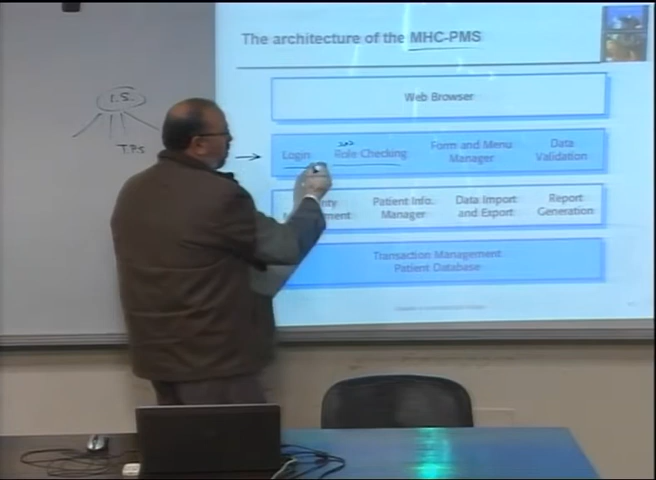 The architecture of the MHC-PMS
Web Browser
I.S.
T.P.S
Login
Role Checking
Form and Menu
Manager
Data
Validation
Patient Info.
Manager
Data Import
and Export
Report
Generation
Transaction Management
Patient Database